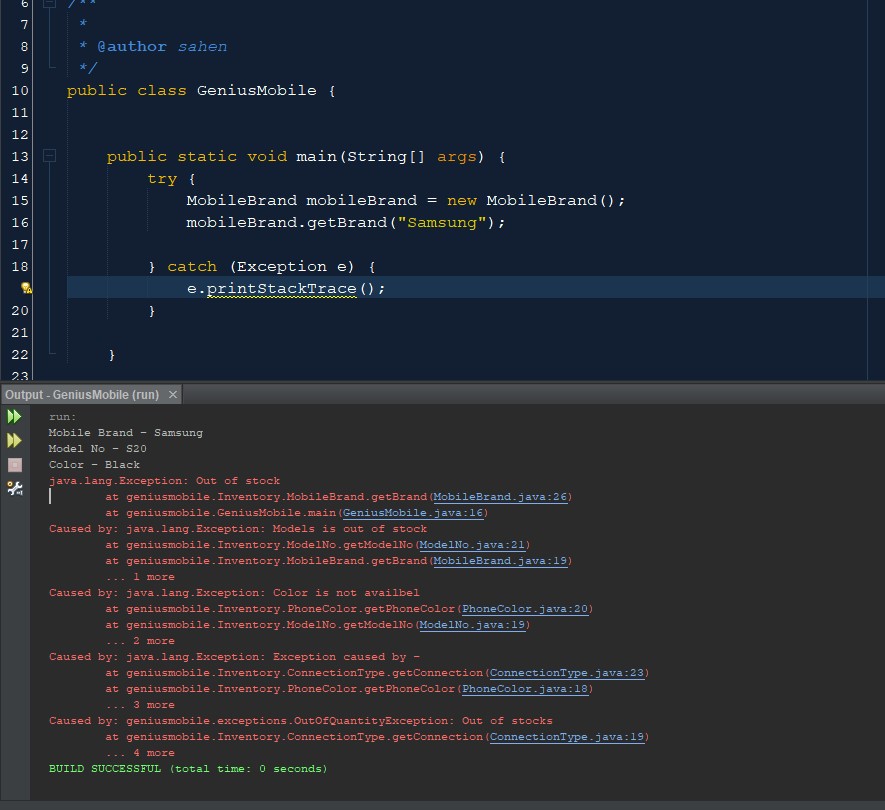 6 /**
7 *
8 * @author sahen
9 */
10 public class GeniusMobile {
11
12
13 public static void main(String[] args) {
14 try {
15 MobileBrand mobileBrand = new MobileBrand();
16 mobileBrand.getBrand("Samsung");
17
18 } catch (Exception e) {
e.printStackTrace();
20 }
21
22 }
23
Output - GeniusMobile (run) ×
run:
Mobile Brand - Samsung
Model No - S20
Color - Black
java.lang.Exception: Out of stock
at geniusmobile.Inventory.MobileBrand.getBrand(MobileBrand.java:26)
at geniusmobile.GeniusMobile.main(GeniusMobile.java:16)
Caused by: java.lang.Exception: Models is out of stock
at geniusmobile.Inventory.ModelNo.getModelNo(ModelNo.java:21)
at geniusmobile.Inventory.MobileBrand.getBrand(MobileBrand.java:19)
... 1 more
Caused by: java.lang.Exception: Color is not availbel
at geniusmobile.Inventory.PhoneColor.getPhoneColor(PhoneColor.java:20)
at geniusmobile.Inventory.ModelNo.getModelNo(ModelNo.java:19)
... 2 more
Caused by: java.lang.Exception: Exception caused by -
at geniusmobile.Inventory.ConnectionType.getConnection(ConnectionType.java:23)
at geniusmobile.Inventory.PhoneColor.getPhoneColor(PhoneColor.java:18)
... 3 more
Caused by: geniusmobile.exceptions.OutOfQuantityException: Out of stocks
at geniusmobile.Inventory.ConnectionType.getConnection(ConnectionType.java:19)
... 4 more
BUILD SUCCESSFUL (total time: 0 seconds)